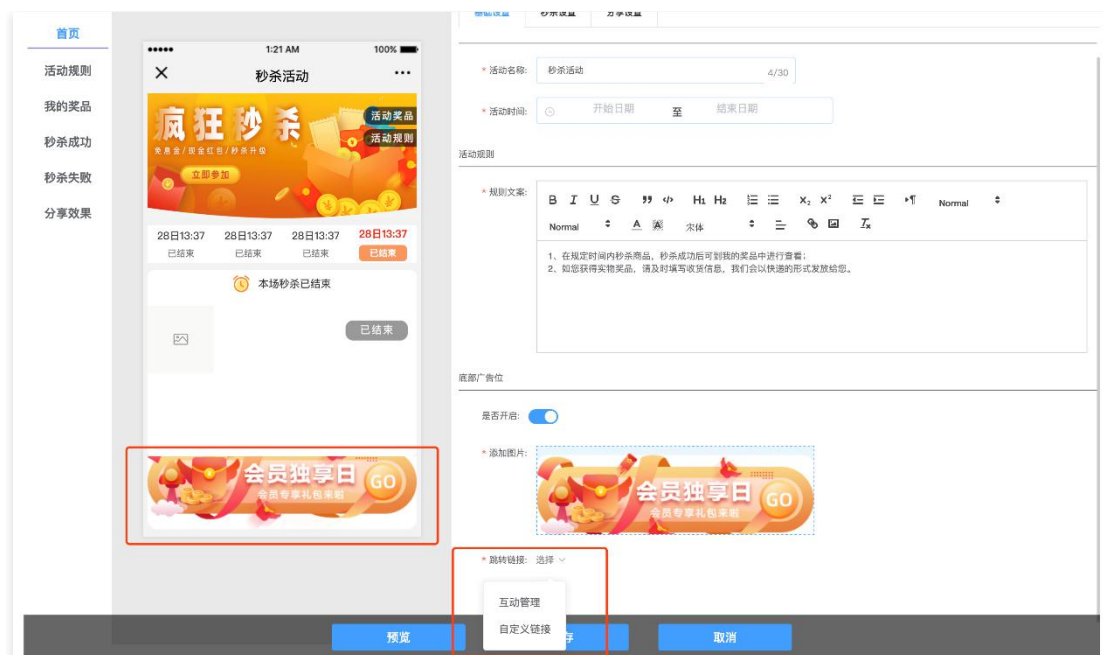 首页
活动规则
我的奖品
秒杀成功
秒杀失败
分享效果
1:21 AM
100%
秒杀活动
疯狂秒杀
免息金/现金红包/秒杀升级
立即参加
活动奖品
活动规则
28日13:37 28日13:37 28日13:37 28日13:37
已结束 已结束 已结束 已结束
本场秒杀已结束
已结束
会员独享日
会员专享礼包来啦
GO
基础设置 秒杀设置 分享设置
* 活动名称: 秒杀活动 4/30
* 活动时间: 开始日期 至 结束日期
活动规则
* 规则文案:
B I U S H1 H2 X2 X2 Normal
Normal A A 宋体 Tx
1、在规定时间内秒杀商品，秒杀成功后可到我的奖品中进行查看；
2、如您获得实物奖品，请及时填写收货信息，我们会以快递的形式发放给您。
底部广告位
是否开启:
* 添加图片:
会员独享日
会员专享礼包来啦
GO
* 跳转链接: 选择
互动管理
自定义链接
预览 存 取消